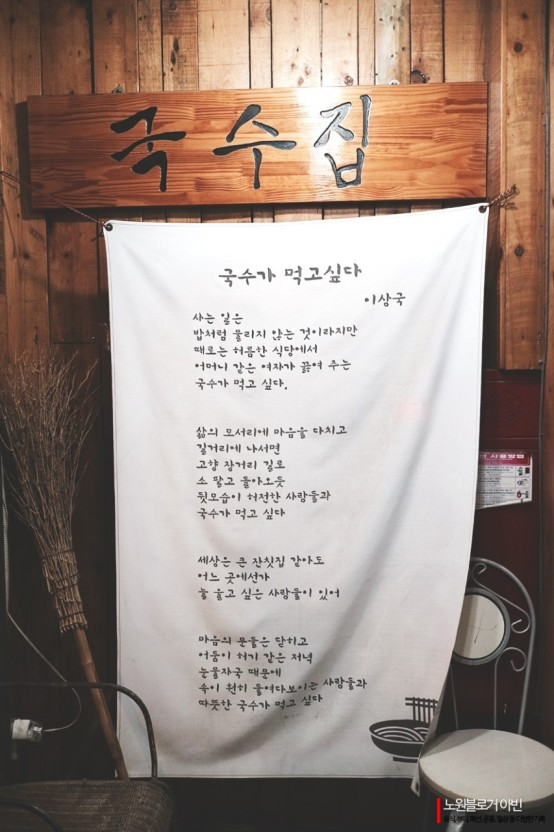 국수집
국수가 먹고싶다
이상국
사는 일은
밥처럼 물리지 않는 것이라지만
때로는 허름한 식당에서
어머니 같은 여자가 끓여 주는
국수가 먹고 싶다.
삶의 모서리에 마음을 다치고
길거리에 나서면
고향 장거리 길로
소 팔고 돌아오듯
뒷모습이 허전한 사람들과
국수가 먹고 싶다
세상은 큰 잔칫집 같아도
어느 곳에선가
늘 울고 싶은 사람들이 있어
마음의 문들은 닫히고
어둠이 허기 같은 저녁
눈물자국 때문에
속이 훤히 들여다보이는 사람들과
따뜻한 국수가 먹고 싶다
사용방법
노원블로거 아빈